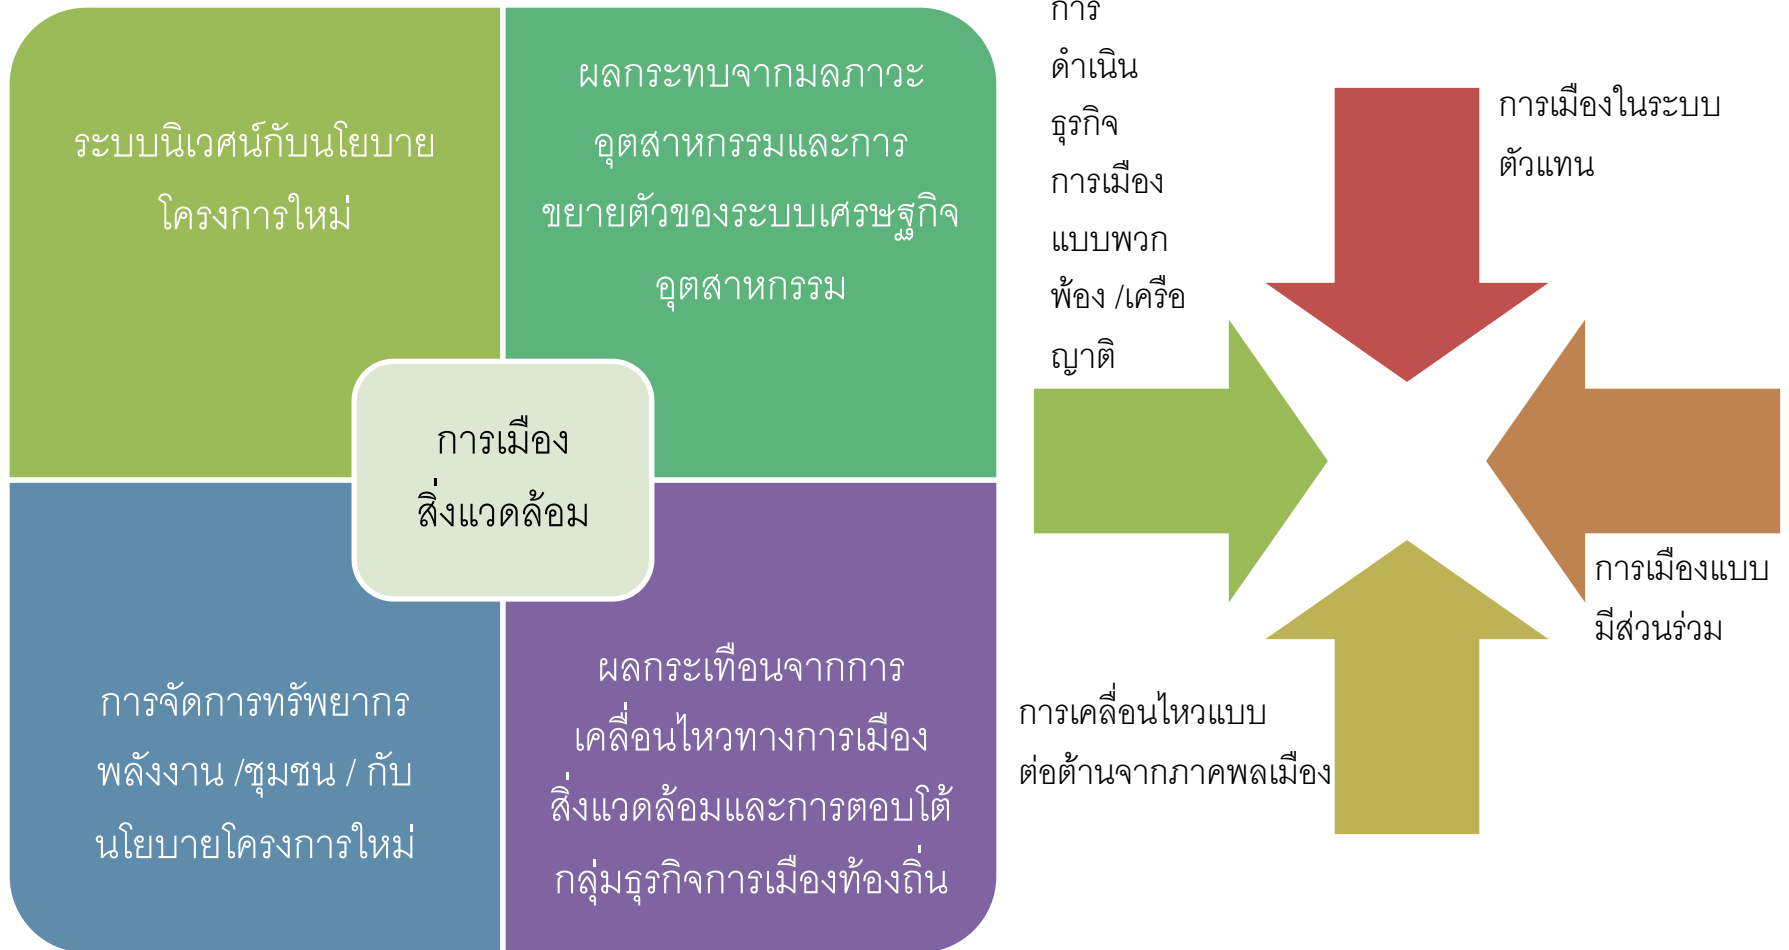 ระบบนิเวศน์กับนโยบาย
โครงการใหม่
ผลกระทบจากมลภาวะ
อุตสาหกรรมและการ
ขยายตัวของระบบเศรษฐกิจ
อุตสาหกรรม
การเมือง
สิ่งแวดล้อม
การจัดการทรัพยากร
พลังงาน /ชุมชน / กับ
นโยบายโครงการใหม่
ผลกระเทือนจากการ
เคลื่อนไหวทางการเมือง
สิ่งแวดล้อมและการตอบโต้
กลุ่มธุรกิจการเมืองท้องถิ่น
การ
ดำเนิน
ธุรกิจ
การเมือง
แบบพวก
พ้อง /เครือ
ญาติ
การเมืองในระบบ
ตัวแทน
การเมืองแบบ
มีส่วนร่วม
การเคลื่อนไหวแบบ
ต่อต้านจากภาคพลเมือง